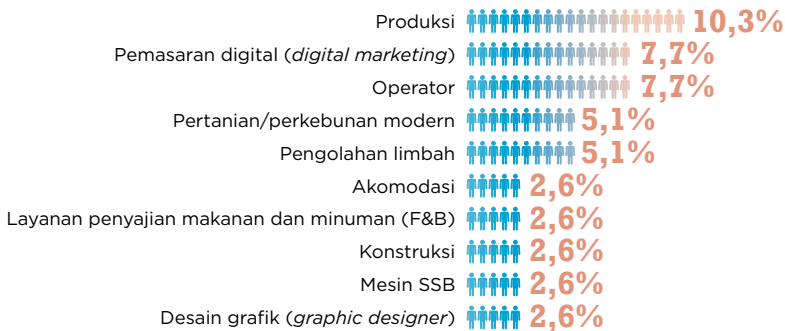 Produksi 10,3%
Pemasaran digital (digital marketing) 7,7%
Operator 7,7%
Pertanian/perkebunan modern 5,1%
Pengolahan limbah 5,1%
Akomodasi 2,6%
Layanan penyajian makanan dan minuman (F&B) 2,6%
Konstruksi 2,6%
Mesin SSB 2,6%
Desain grafik (graphic designer) 2,6%